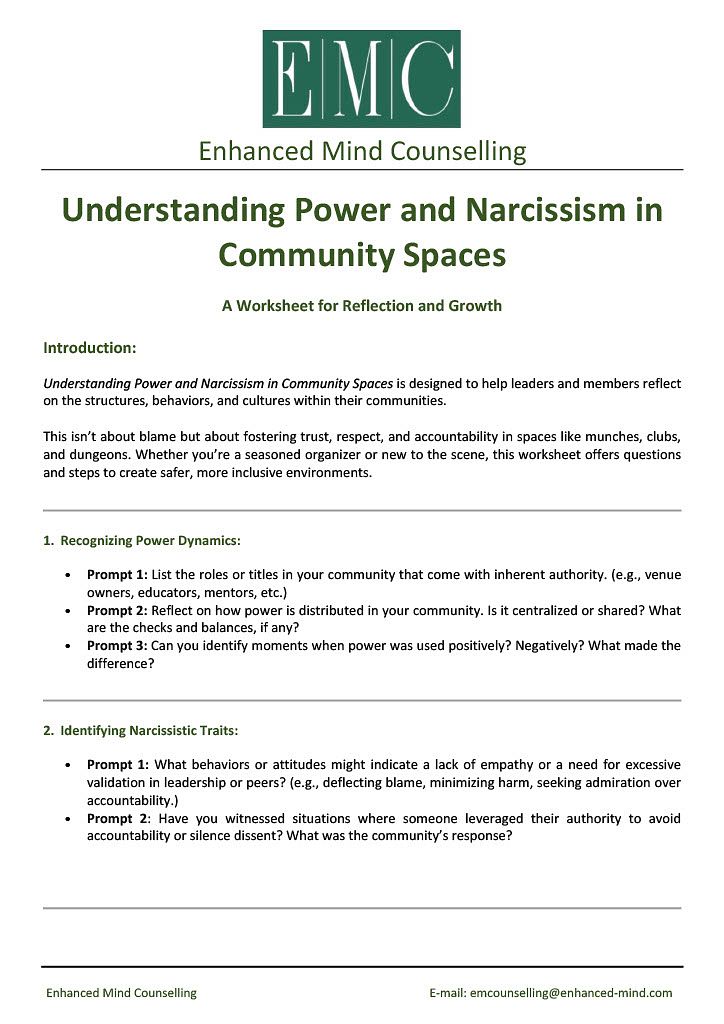 E|M|C
Enhanced Mind Counselling
Understanding Power and Narcissism in
Community Spaces
A Worksheet for Reflection and Growth
Introduction:
Understanding Power and Narcissism in Community Spaces is designed to help leaders and members reflect
on the structures, behaviors, and cultures within their communities.
This isn’t about blame but about fostering trust, respect, and accountability in spaces like munches, clubs,
and dungeons. Whether you’re a seasoned organizer or new to the scene, this worksheet offers questions
and steps to create safer, more inclusive environments.
1. Recognizing Power Dynamics:
• Prompt 1: List the roles or titles in your community that come with inherent authority. (e.g., venue
owners, educators, mentors, etc.)
• Prompt 2: Reflect on how power is distributed in your community. Is it centralized or shared? What
are the checks and balances, if any?
• Prompt 3: Can you identify moments when power was used positively? Negatively? What made the
difference?
2. Identifying Narcissistic Traits:
• Prompt 1: What behaviors or attitudes might indicate a lack of empathy or a need for excessive
validation in leadership or peers? (e.g., deflecting blame, minimizing harm, seeking admiration over
accountability.)
• Prompt 2: Have you witnessed situations where someone leveraged their authority to avoid
accountability or silence dissent? What was the community’s response?
Enhanced Mind Counselling E-mail: emcounselling@enhanced-mind.com